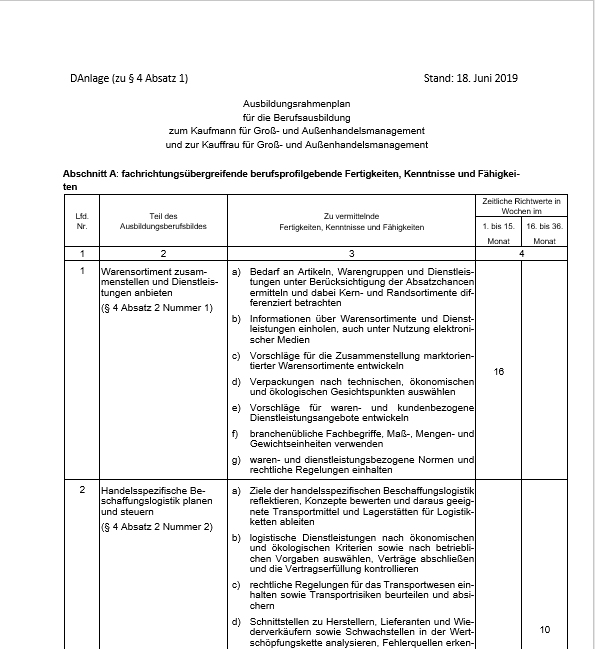 DAnlage (zu § 4 Absatz 1) Stand: 18. Juni 2019
Ausbildungsrahmenplan
für die Berufsausbildung
zum Kaufmann für Groß- und Außenhandelsmanagement
und zur Kauffrau für Groß- und Außenhandelsmanagement
Abschnitt A: fachrichtungsübergreifende berufsprofilgebende Fertigkeiten, Kenntnisse und Fähigkei-
ten
Lfd.
Nr.
Teil des
Ausbildungsberufsbildes
Zu vermittelnde
Fertigkeiten, Kenntnisse und Fähigkeiten
Zeitliche Richtwerte in
Wochen im
1. bis 15.
Monat
16. bis 36.
Monat
1 2 3 4
1
Warensortiment zusam-
menstellen und Dienstleis-
tungen anbieten
(§ 4 Absatz 2 Nummer 1)
a) Bedarf an Artikeln, Warengruppen und Dienstleis-
tungen unter Berücksichtigung der Absatzchancen
ermitteln und dabei Kern- und Randsortimente dif-
ferenziert betrachten
b) Informationen über Warensortimente und Dienst-
leistungen einholen, auch unter Nutzung elektroni-
scher Medien
c) Vorschläge für die Zusammenstellung marktorien-
tierter Warensortimente entwickeln
d) Verpackungen nach technischen, ökonomischen
und ökologischen Gesichtspunkten auswählen
e) Vorschläge für waren- und kundenbezogene
Dienstleistungsangebote entwickeln
f) branchenübliche Fachbegriffe, Maß-, Mengen- und
Gewichtseinheiten verwenden
g) waren- und dienstleistungsbezogene Normen und
rechtliche Regelungen einhalten
16
2
Handelsspezifische Be-
schaffungslogistik planen
und steuern
(§ 4 Absatz 2 Nummer 2)
a) Ziele der handelsspezifischen Beschaffungslogistik
reflektieren, Konzepte bewerten und daraus geeig-
nete Transportmittel und Lagerstätten für Logistik-
ketten ableiten
b) logistische Dienstleistungen nach ökonomischen
und ökologischen Kriterien sowie nach betriebli-
chen Vorgaben auswählen, Verträge abschließen
und die Vertragserfüllung kontrollieren
c) rechtliche Regelungen für das Transportwesen ein-
halten sowie Transportrisiken beurteilen und absi-
chern
d) Schnittstellen zu Herstellern, Lieferanten und Wie-
derverkäufern sowie Schwachstellen in der Wert-
schöpfungskette analysieren, Fehlerquellen erken-
10